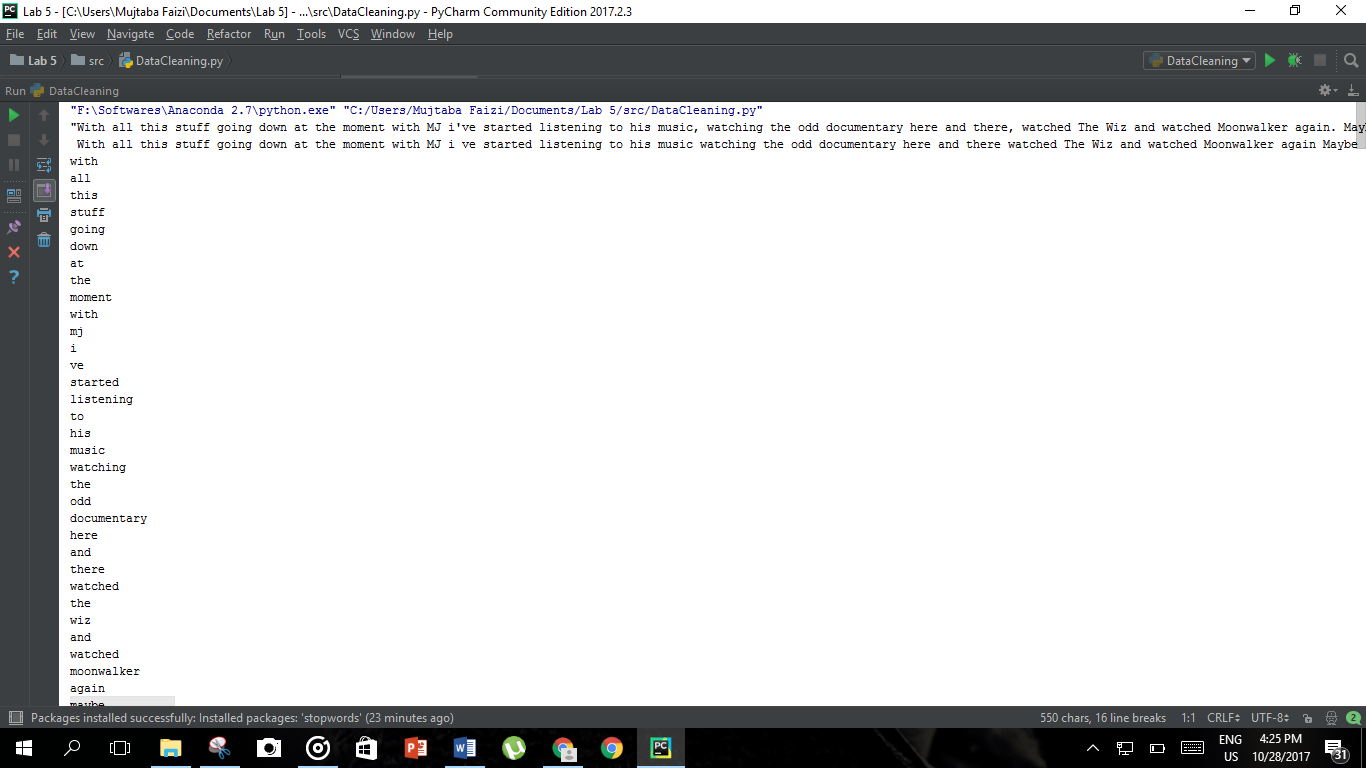 Lab 5 - [C:\Users\Mujtaba Faizi\Documents\Lab 5] - ...\src\DataCleaning.py - PyCharm Community Edition 2017.2.3
File Edit View Navigate Code Refactor Run Tools VCS Window Help
Lab 5 src DataCleaning.py DataCleaning
Run DataCleaning
"F:\Softwares\Anaconda 2.7\python.exe" "C:/Users/Mujtaba Faizi/Documents/Lab 5/src/DataCleaning.py"
"With all this stuff going down at the moment with MJ i've started listening to his music, watching the odd documentary here and there, watched The Wiz and watched Moonwalker again. May
With all this stuff going down at the moment with MJ i ve started listening to his music watching the odd documentary here and there watched The Wiz and watched Moonwalker again Maybe
with
all
this
stuff
going
down
at
the
moment
with
mj
i
ve
started
listening
to
his
music
watching
the
odd
documentary
here
and
there
watched
the
wiz
and
watched
moonwalker
again
maybe
Packages installed successfully: Installed packages: 'stopwords' (23 minutes ago) 550 chars, 16 line breaks 1:1 CRLF UTF-8 2
ENG 4:25 PM
US 10/28/2017 31